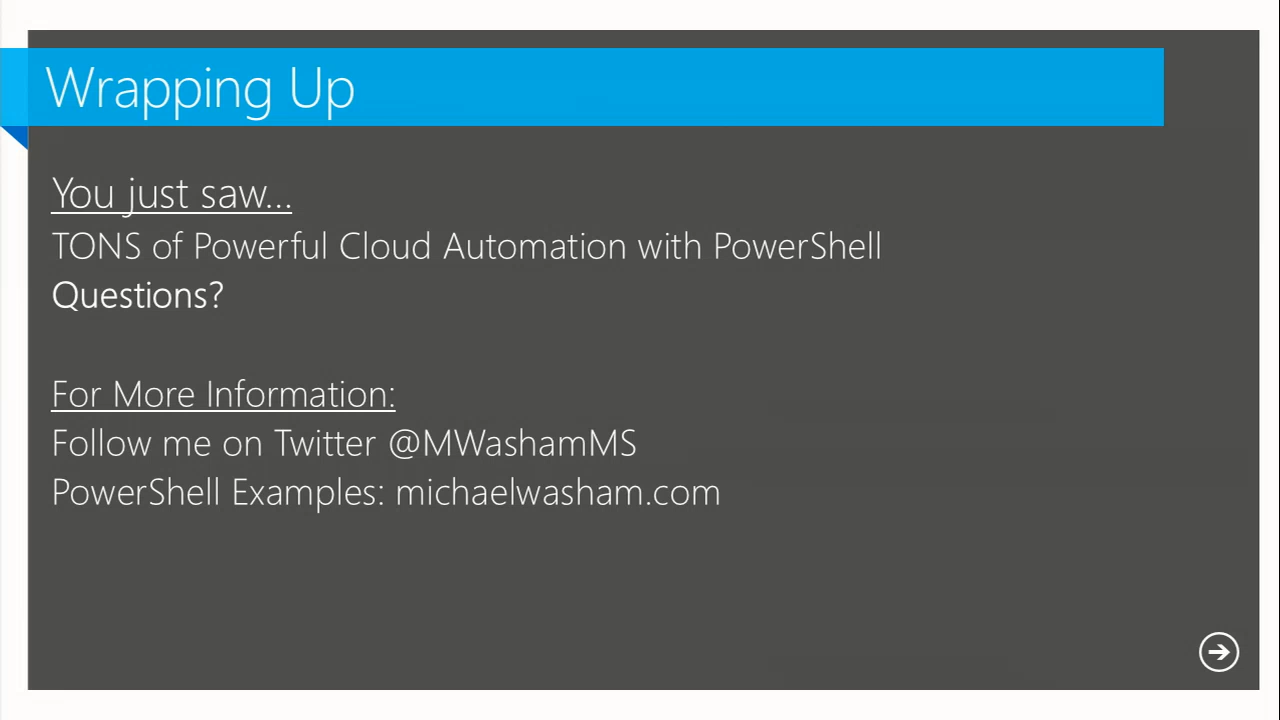 Wrapping Up
You just saw...
TONS of Powerful Cloud Automation with PowerShell
Questions?
For More Information:
Follow me on Twitter @MWashamMS
PowerShell Examples: michaelwasham.com